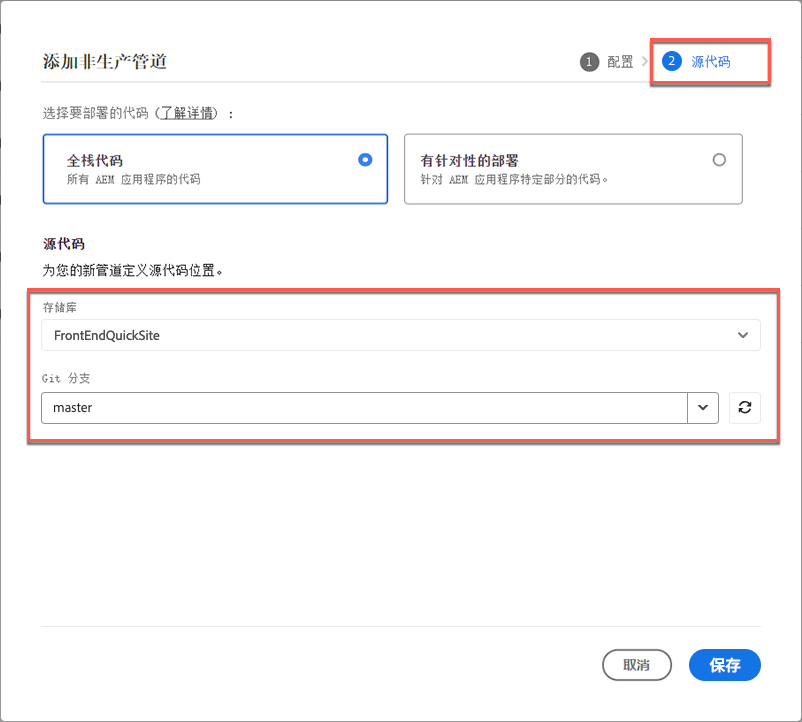 添加非生产管道
1 配置 2 源代码
选择要部署的代码（了解详情）：
全栈代码
所有 AEM 应用程序的代码
有针对性的部署
针对 AEM 应用程序特定部分的代码。
源代码
为您的新管道定义源代码位置。
存储库
FrontEndQuickSite
Git 分支
master
取消 保存